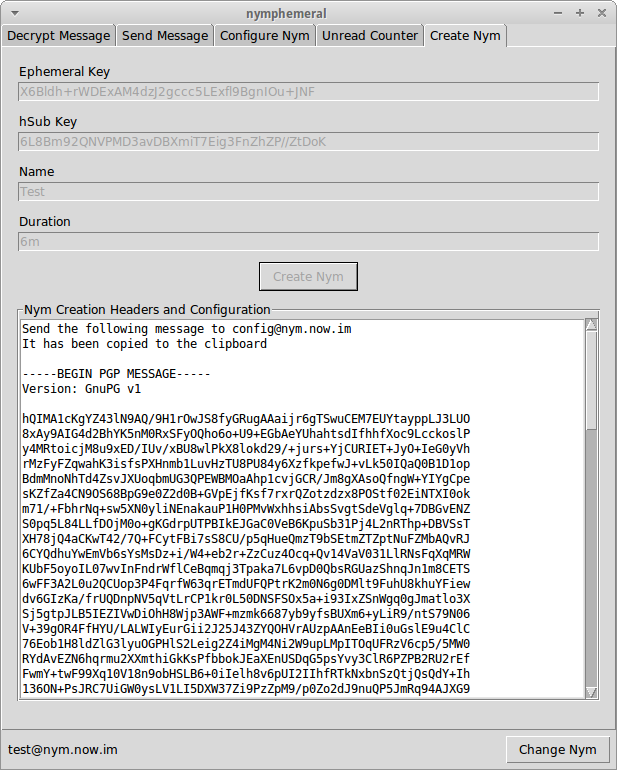 nymphemeral
Decrypt Message Send Message Configure Nym Unread Counter Create Nym
Ephemeral Key
X6Bldh+rWDExAM4dzJ2gccc5LExfl9BgnIOu+JNF
hSub Key
6L8Bm92QNVPMD3avDBXmiT7Eig3FnZhZP//ZtDoK
Name
Test
Duration
6m
Create Nym
Nym Creation Headers and Configuration
Send the following message to config@nym.now.im
It has been copied to the clipboard
-----BEGIN PGP MESSAGE-----
Version: GnuPG v1
hQIMA1cKgYZ43lN9AQ/9H1rOwJS8fyGRugAAaijr6gTSwuCEM7EUYtayppLJ3LUO
8xAy9AIG4d2BhYK5nM0RxSFyOQho6o+U9+EGbAeYUhahtsdIfhhfXoc9LcckoslP
y4MRtoicjM8u9xED/IUv/xBU8wlPkX8lokd29/+jurs+YjCURIET+JyO+IeG0yVh
rMzFyFZqwahK3isfsPXHnmb1LuvHzTU8PU84y6XzfkpefwJ+vLk50IQaQ0B1D1op
BdmMnoNhTd4ZsvJXUoqbmUG3QPEWBMOaAhp1cvjGCR/Jm8gXAsoQfngW+YIYgCpe
sKZfZa4CN9OS68BpG9e0Z2d0B+GVpEjfKsf7rxrQZotzdzx8POStf02EiNTXI0ok
m71/+FbhrNq+sw5XN0yliNEnakauP1H0PMvWxhhsiAbsSvgtSdeVglq+7DBGvENZ
S0pq5L84LLfDOjM0o+gKGdrpUTPBIkEJGaC0VeB6KpuSb31Pj4L2nRThp+DBVSsT
XH78jQ4aCKwT42/7Q+FCytFBi7sS8CU/p5qHueQmzT9bSEtmZTZptNuFZMbAQvRJ
6CYQdhuYwEmVb6sYsMsDz+i/W4+eb2r+ZzCuz4Ocq+Qv14VaV031LlRNsFqXqMRW
KUbF5oyoIL07wvInFndrWflCeBqmqj3Tpaka7L6vpD0QbsRGUazShnqJn1m8CETS
6wFF3A2L0u2QCUop3P4FqrfW63qrETmdUFQPtrK2m0N6g0DMlt9FuhU8khuYFiew
dv6GIzKa/frUQDnpNV5qVtLrCP1kr0L50DNSFSOx5a+i93IxZSnWgq0gJmatlo3X
Sj5gtpJLB5IEZIVwDiOhH8Wjp3AWF+mzmk6687yb9yfsBUXm6+yLiR9/ntS79N06
V+39gOR4FfHYU/LALWIyEurGii2J25J43ZYQOHVrAUzpAAnEeBIi0uGslE9u4ClC
76Eob1H8ldZlG3lyuOGPHlS2Leig2Z4iMgM4Ni2W9upLMpITOqUFRzV6cp5/5MW0
RYdAvEZN6hqrmu2XXmthiGkKsPfbbokJEaXEnUSDqG5psYvy3ClR6PZPB2RU2rEf
FwmY+twF99Xq10V18n9obHSLB6+0iIelh8v6pUI2IIhfRTkNxbnSzQtjQsQdY+Ih
136ON+PsJRC7UiGW0ysLV1LI5DXW37Zi9PzZpM9/p0Zo2dJ9nuQP5JmRq94AJXG9
test@nym.now.im
Change Nym